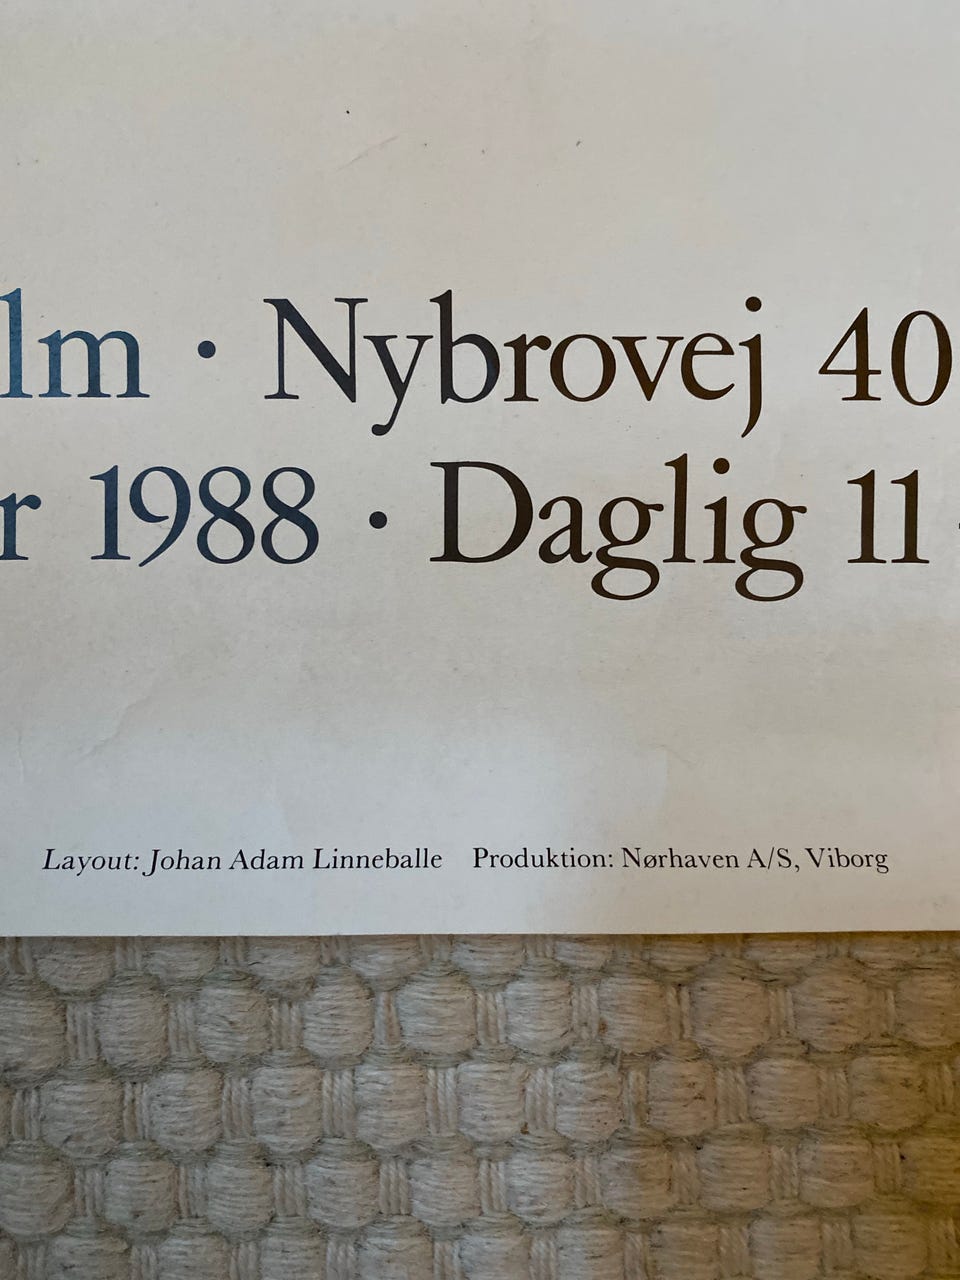 lm · Nybrovej 40
r 1988 · Daglig 11
Layout: Johan Adam Linneballe Produktion: Nørhaven A/S, Viborg